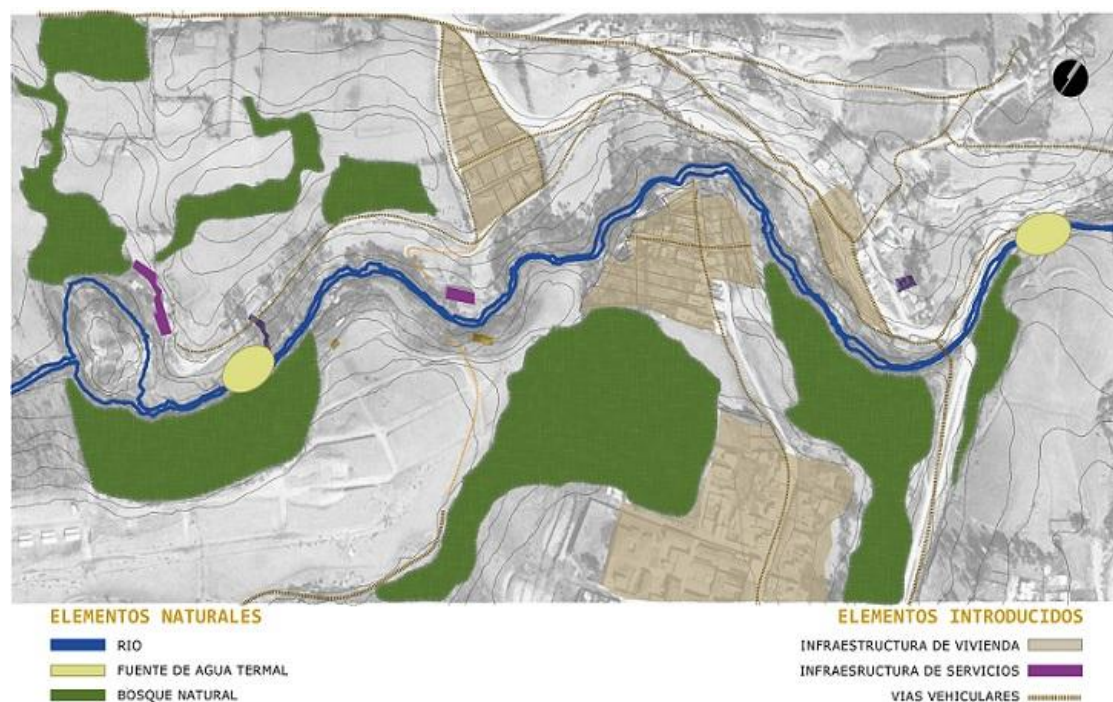 ELEMENTOS NATURALES
RIO
FUENTE DE AGUA TERMAL
BOSQUE NATURAL
ELEMENTOS INTRODUCIDOS
INFRAESTRUCTURA DE VIVIENDA
INFRAESRUCTURA DE SERVICIOS
VIAS VEHICULARES